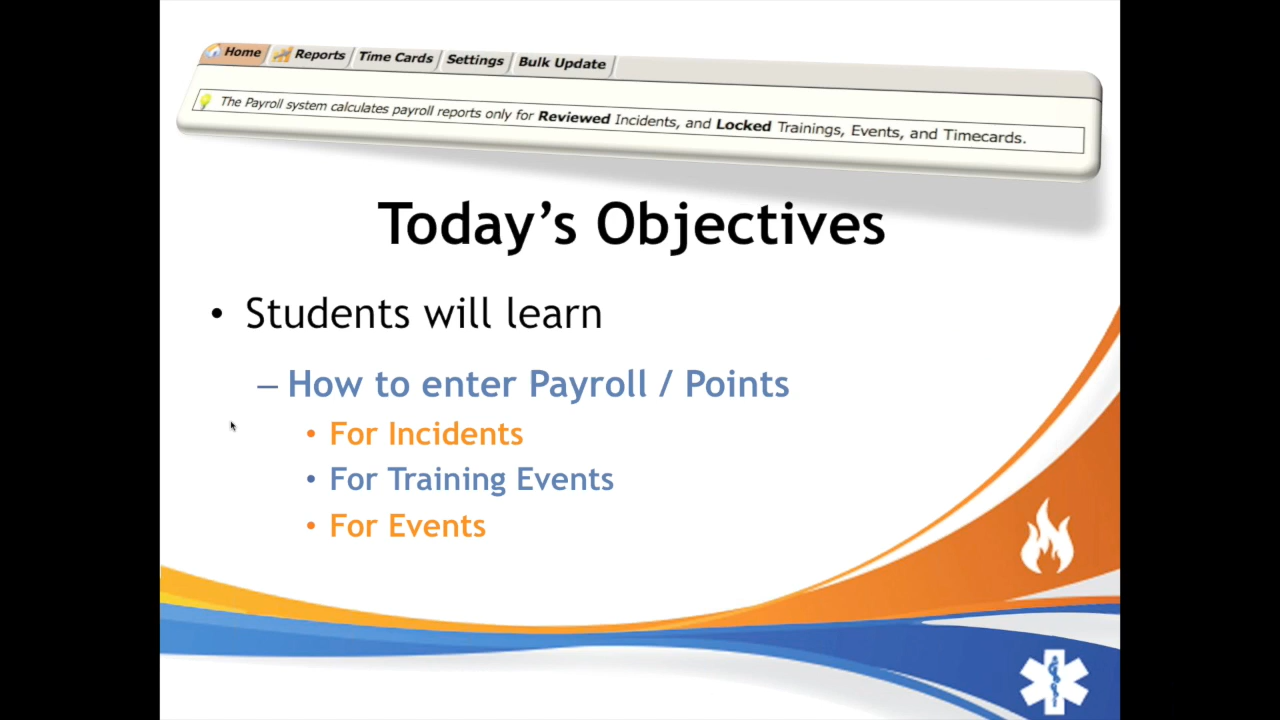 Home Reports Time Cards Settings Bulk Update
The Payroll system calculates payroll reports only for Reviewed Incidents, and Locked Trainings, Events, and Timecards.
Today's Objectives
• Students will learn
– How to enter Payroll / Points
• For Incidents
• For Training Events
• For Events